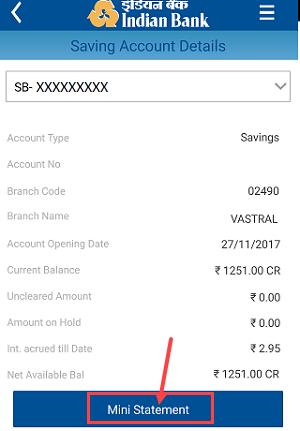 इंडियन बैंक
Indian Bank
Saving Account Details
SB- XXXXXXXXX
Account Type Savings
Account No
Branch Code 02490
Branch Name VASTRAL
Account Opening Date 27/11/2017
Current Balance ₹ 1251.00 CR
Uncleared Amount ₹ 0.00
Amount on Hold ₹ 0.00
Int. accrued till Date ₹ 2.95
Net Available Bal ₹ 1251.00 CR
Mini Statement